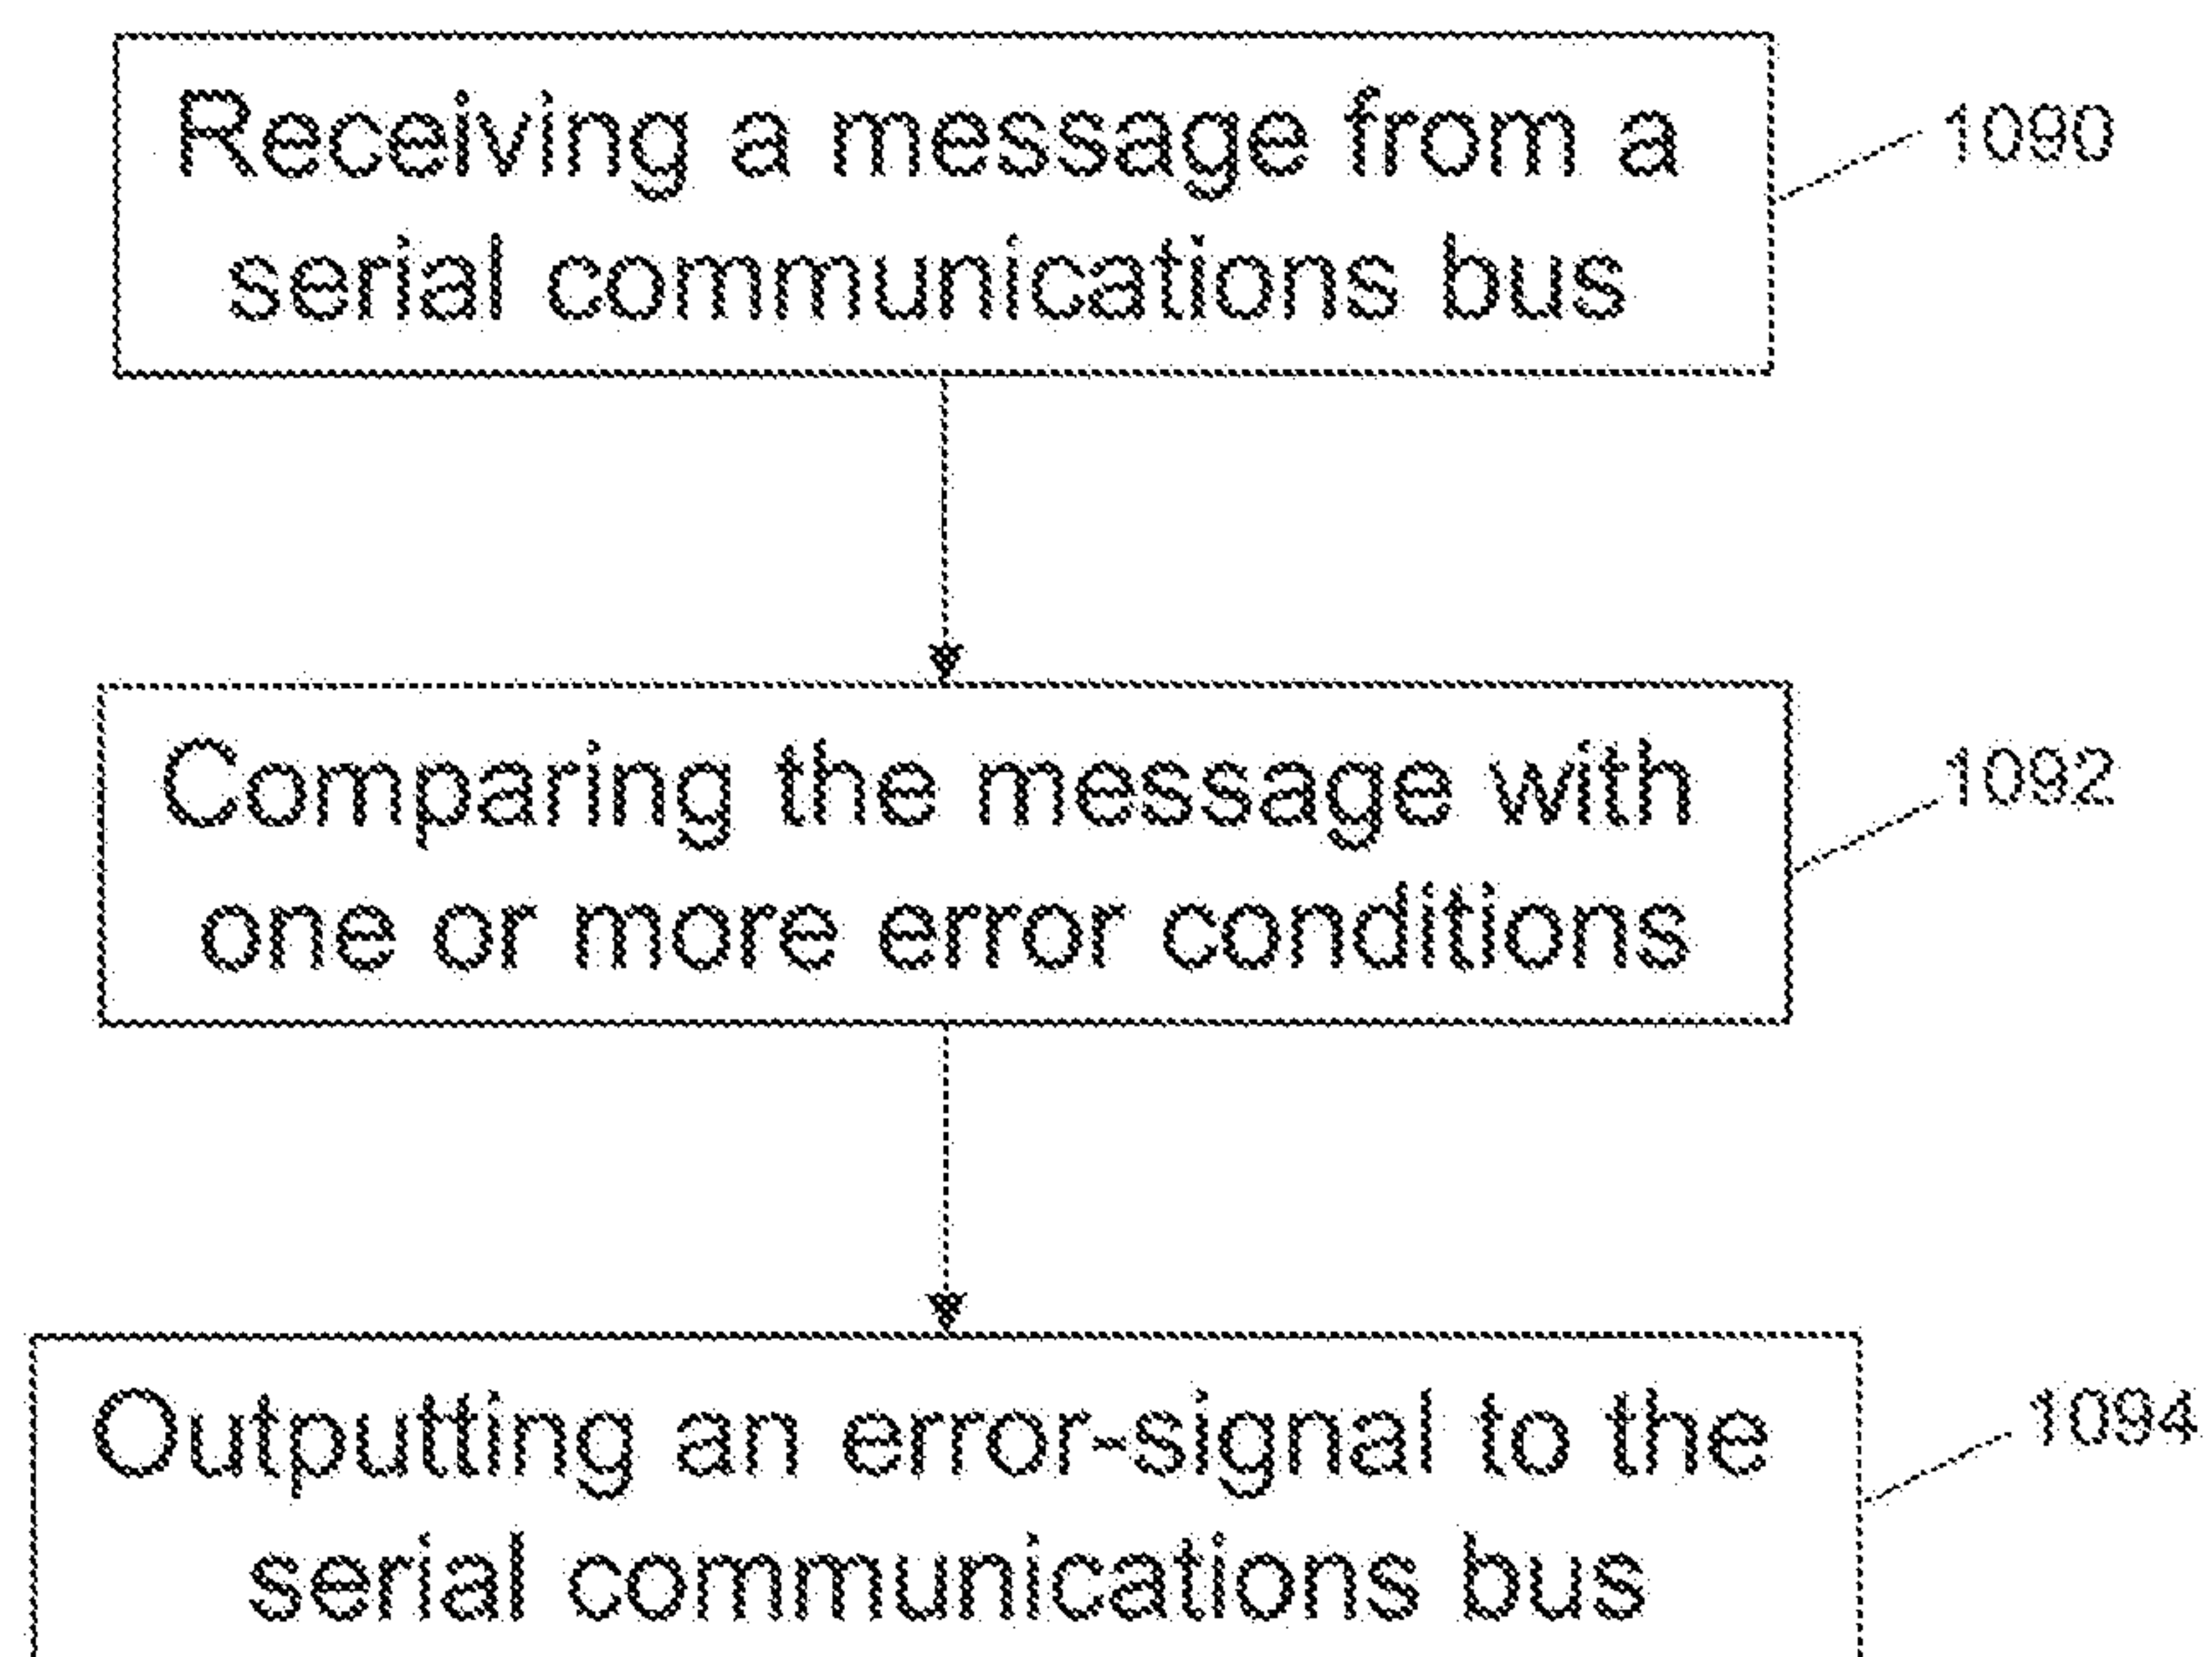 Receiving a message from a
serial communications bus
1090
Comparing the message with
one or more error conditions
1092
Outputting an error-signal to the
serial communications bus
1094